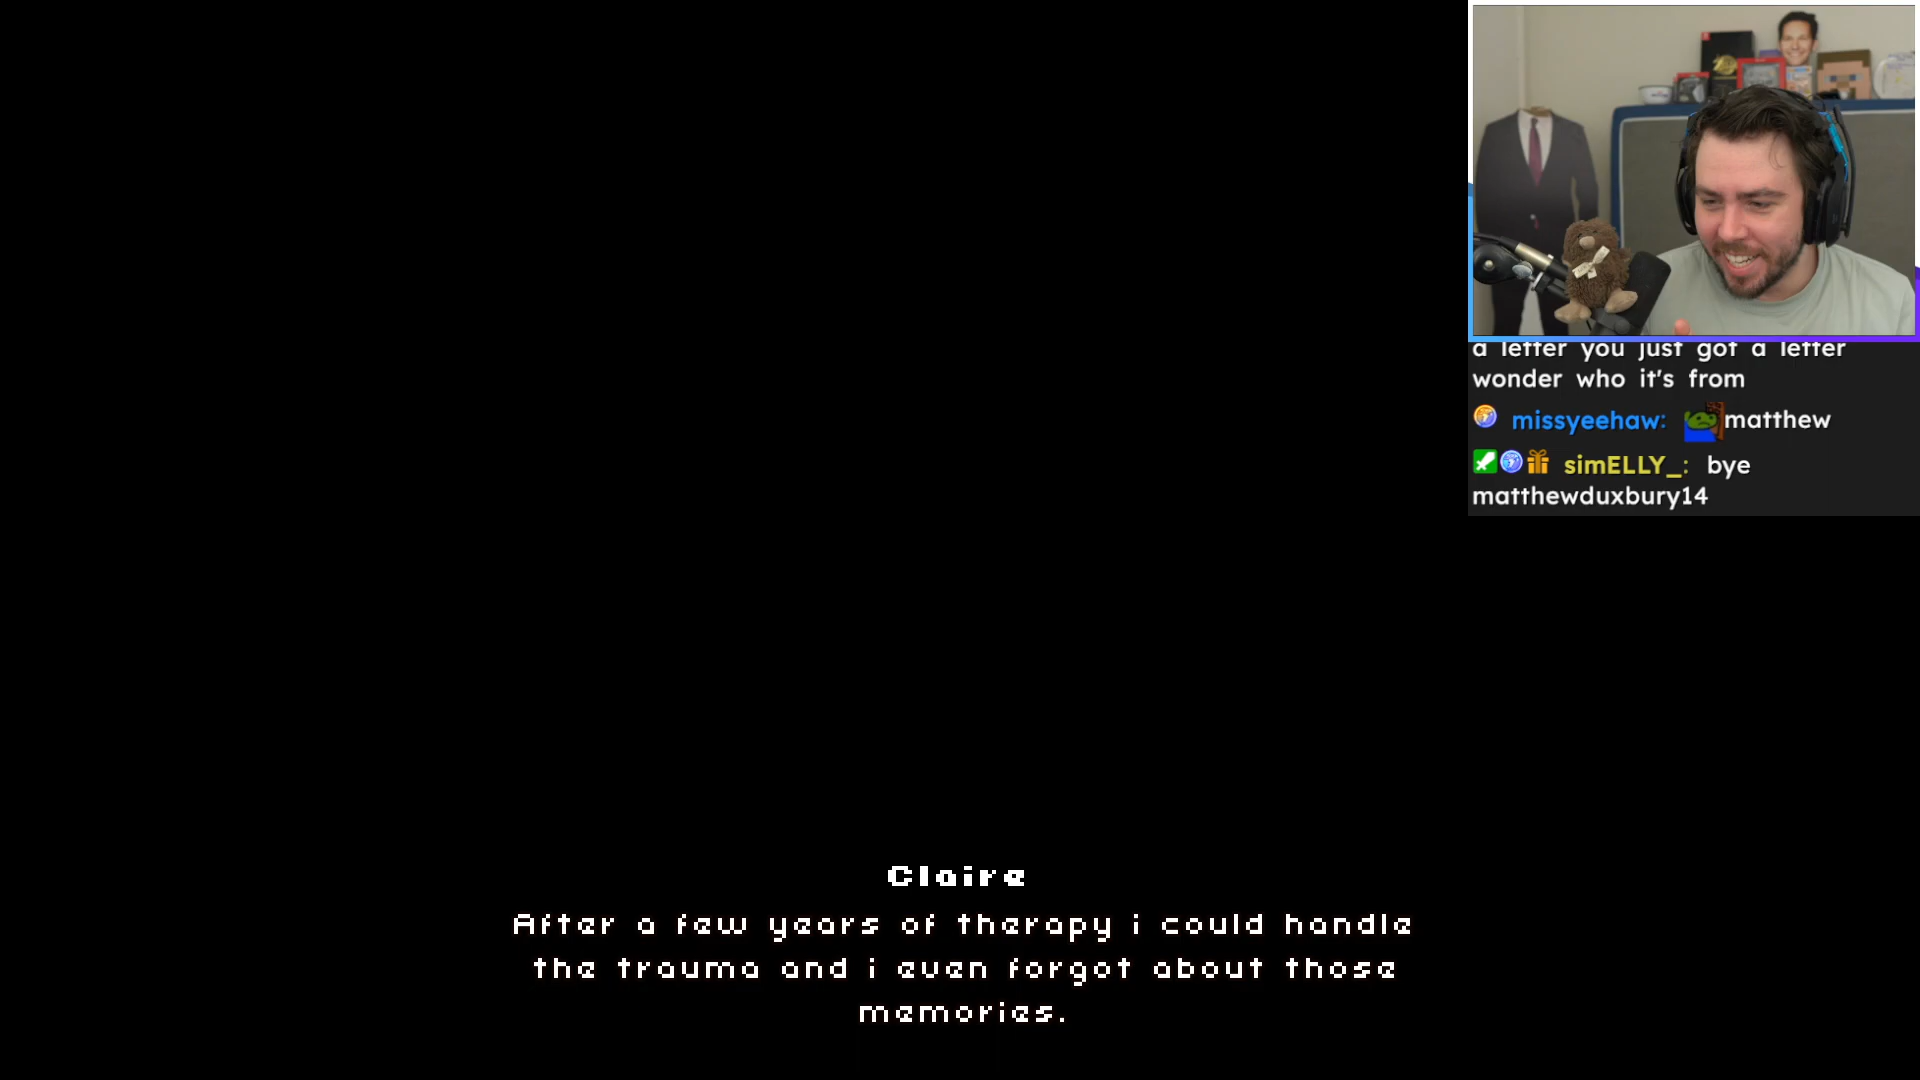 a letter you just got a letter
wonder who it's from
missyeehaw: matthew
simELLY_: bye
matthewduxbury14
Claire
After a few years of therapy i could handle
the trauma and i even forgot about those
memories.